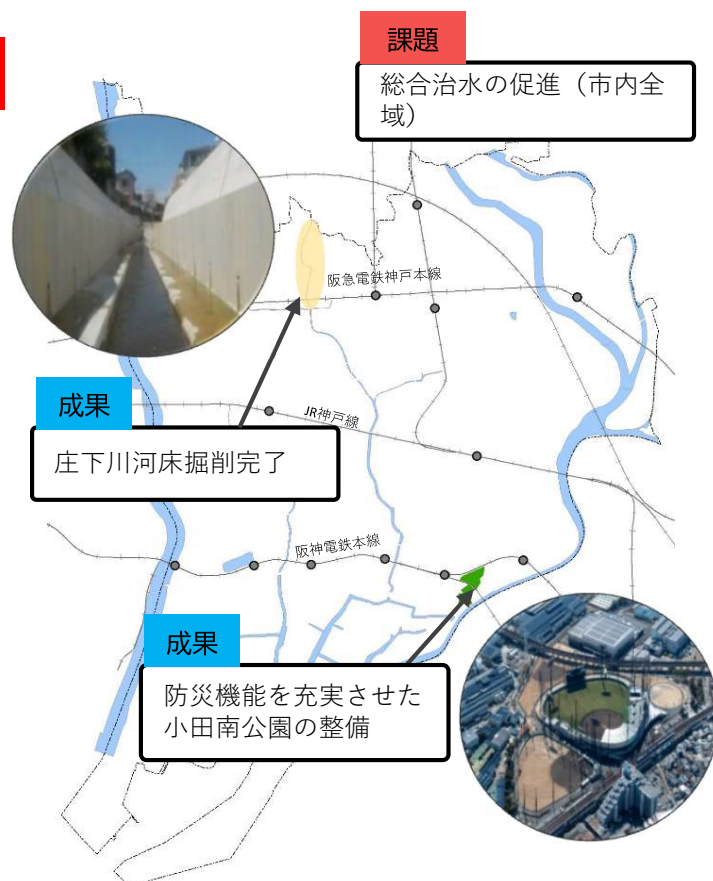 課題
総合治水の促進（市内全
域）
阪急電鉄神戸本線
成果
JR神戸線
庄下川河床掘削完了
阪神電鉄本線
成果
防災機能を充実させた
小田南公園の整備